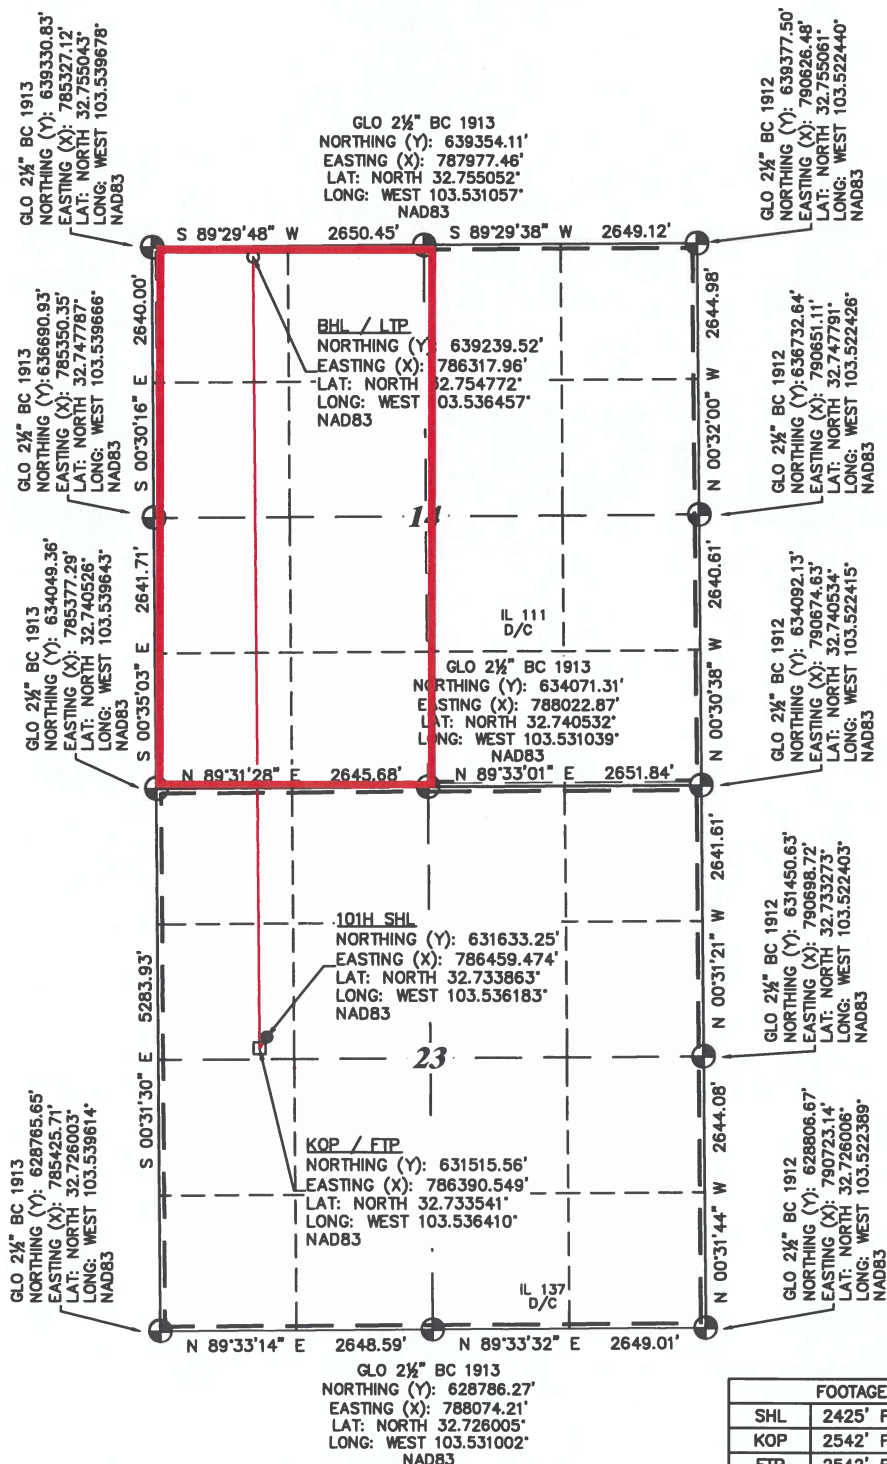 GLO 2½" BC 1913
NORTHING (Y): 639330.83'
EASTING (X): 785327.12'
LAT: NORTH 32.755043°
LONG: WEST 103.539678°
NAD83
GLO 2½" BC 1913
NORTHING (Y): 639354.11'
EASTING (X): 787977.46'
LAT: NORTH 32.755052°
LONG: WEST 103.531057°
NAD83
GLO 2½" BC 1912
NORTHING (Y): 639377.50'
EASTING (X): 790626.48'
LAT: NORTH 32.755061°
LONG: WEST 103.522440°
NAD83
S 89°29'48" W 2650.45'
S 89°29'38" W 2649.12'
GLO 2½" BC 1913
NORTHING (Y):636690.93'
EASTING (X): 785350.35'
LAT: NORTH 32.747787°
LONG: WEST 103.539666°
NAD83
S 00°30'16" E 2640.00'
BHL / LTP
NORTHING (Y): 639239.52'
EASTING (X): 786317.96'
LAT: NORTH 32.754772°
LONG: WEST 103.536457°
NAD83
N 00°32'00" W 2644.98'
GLO 2½" BC 1912
NORTHING (Y):636732.64'
EASTING (X): 790651.11'
LAT: NORTH 32.747791°
LONG: WEST 103.522426°
NAD83
14
GLO 2½" BC 1913
NORTHING (Y): 634049.36'
EASTING (X): 785377.29'
LAT: NORTH 32.740526°
LONG: WEST 103.539643°
NAD83
S 00°35'03" E 2641.71'
IL 111
D/C
GLO 2½" BC 1913
NORTHING (Y): 634071.31'
EASTING (X): 788022.87'
LAT: NORTH 32.740532°
LONG: WEST 103.531039°
NAD83
N 00°30'38" W 2640.61'
GLO 2½" BC 1912
NORTHING (Y): 634092.13'
EASTING (X): 790674.63'
LAT: NORTH 32.740534°
LONG: WEST 103.522415°
NAD83
N 89°31'28" E 2645.68'
N 89°33'01" E 2651.84'
101H SHL
NORTHING (Y): 631633.25'
EASTING (X): 786459.474'
LAT: NORTH 32.733863°
LONG: WEST 103.536183°
NAD83
N 00°31'21" W 2641.61'
GLO 2½" BC 1912
NORTHING (Y): 631450.63'
EASTING (X): 790698.72'
LAT: NORTH 32.733273°
LONG: WEST 103.522403°
NAD83
S 00°31'30" E 5283.93'
23
KOP / FTP
NORTHING (Y): 631515.56'
EASTING (X): 786390.549'
LAT: NORTH 32.733541°
LONG: WEST 103.536410°
NAD83
GLO 2½" BC 1913
NORTHING (Y): 628765.65'
EASTING (X): 785425.71'
LAT: NORTH 32.726003°
LONG: WEST 103.539614°
NAD83
IL 137
D/C
N 00°31'44" W 2644.08'
GLO 2½" BC 1912
NORTHING (Y): 628806.67'
EASTING (X): 790723.14'
LAT: NORTH 32.726006°
LONG: WEST 103.522389°
NAD83
N 89°33'14" E 2648.59'
N 89°33'32" E 2649.01'
GLO 2½" BC 1913
NORTHING (Y): 628786.27'
EASTING (X): 788074.21'
LAT: NORTH 32.726005°
LONG: WEST 103.531002°
NAD83
FOOTAGE
SHL 2425' F
KOP 2542' F
FTP 2542' F